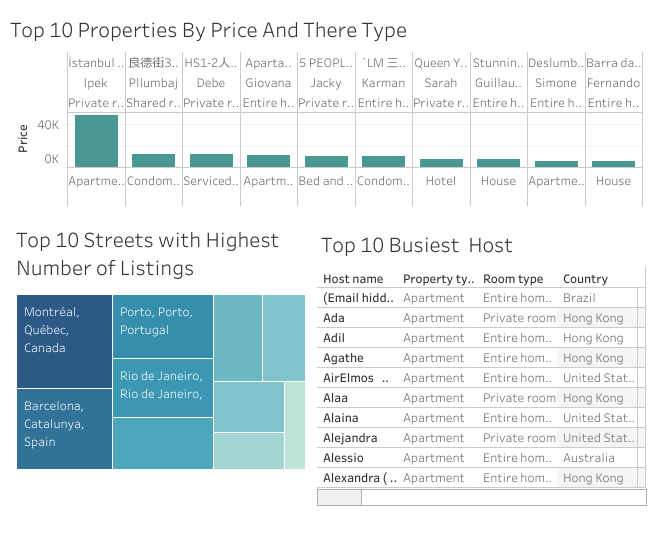 Top 10 Properties By Price And There Type
İstanbul .. 良德街3.. HS1-2人.. Aparta.. 5 PEOPL.. `LM 三.. Queen Y.. Stunnin.. Deslumb.. Barra da..
Ipek Pllumbaj Debe Giovana Jacky Karman Sarah Guillau.. Simone Fernando
Private r.. Shared r.. Private r.. Entire h.. Private r.. Entire h.. Private r.. Entire h.. Entire h.. Entire h..
Price
40K
0K
Apartme.. Condom.. Serviced.. Apartm.. Bed and .. Condom.. Hotel House Apartme.. House
Top 10 Streets with Highest
Number of Listings
Montréal,
Québec,
Canada
Barcelona,
Catalunya,
Spain
Porto, Porto,
Portugal
Rio de Janeiro,
Rio de Janeiro,
Top 10 Busiest Host
Host name Property ty.. Room type Country
(Email hidd.. Apartment Entire hom.. Brazil
Ada Apartment Private room Hong Kong
Adil Apartment Entire hom.. Hong Kong
Agathe Apartment Entire hom.. Hong Kong
AirElmos .. Apartment Entire hom.. United Stat..
Alaa Apartment Private room Hong Kong
Alaina Apartment Entire hom.. United Stat..
Alejandra Apartment Private room United Stat..
Alessio Apartment Entire hom.. Australia
Alexandra ( .. Apartment Entire hom.. Hong Kong